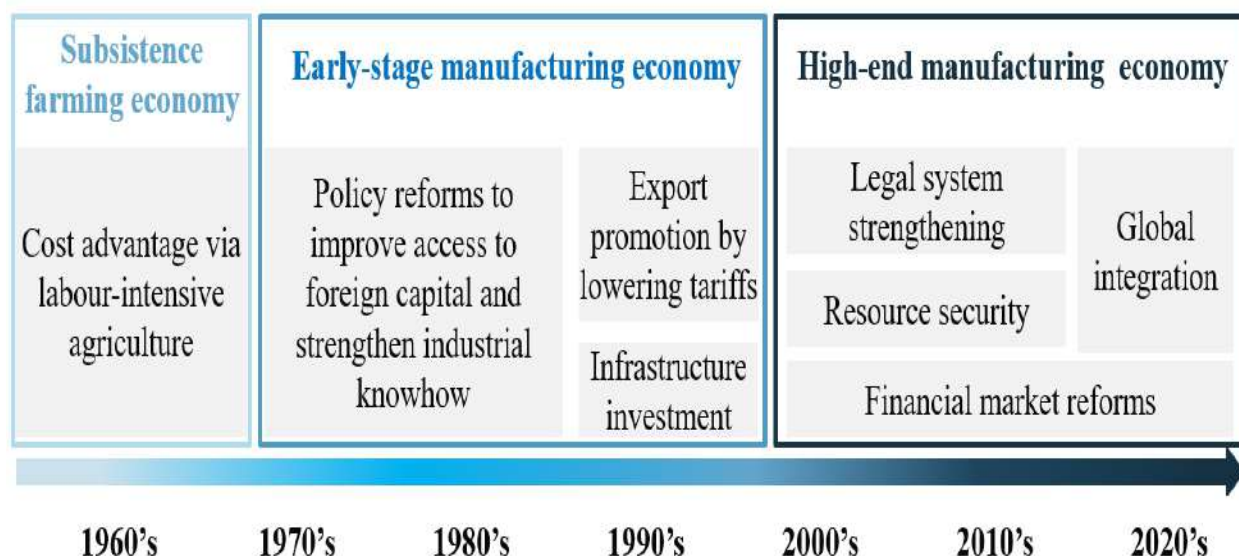 Subsistence
farming economy
Cost advantage via
labour-intensive
agriculture
Early-stage manufacturing economy
Policy reforms to
improve access to
foreign capital and
strengthen industrial
knowhow
Export
promotion by
lowering tariffs
Infrastructure
investment
High-end manufacturing economy
Legal system
strengthening
Resource security
Global
integration
Financial market reforms
1960's 1970's 1980's 1990's 2000's 2010's 2020's